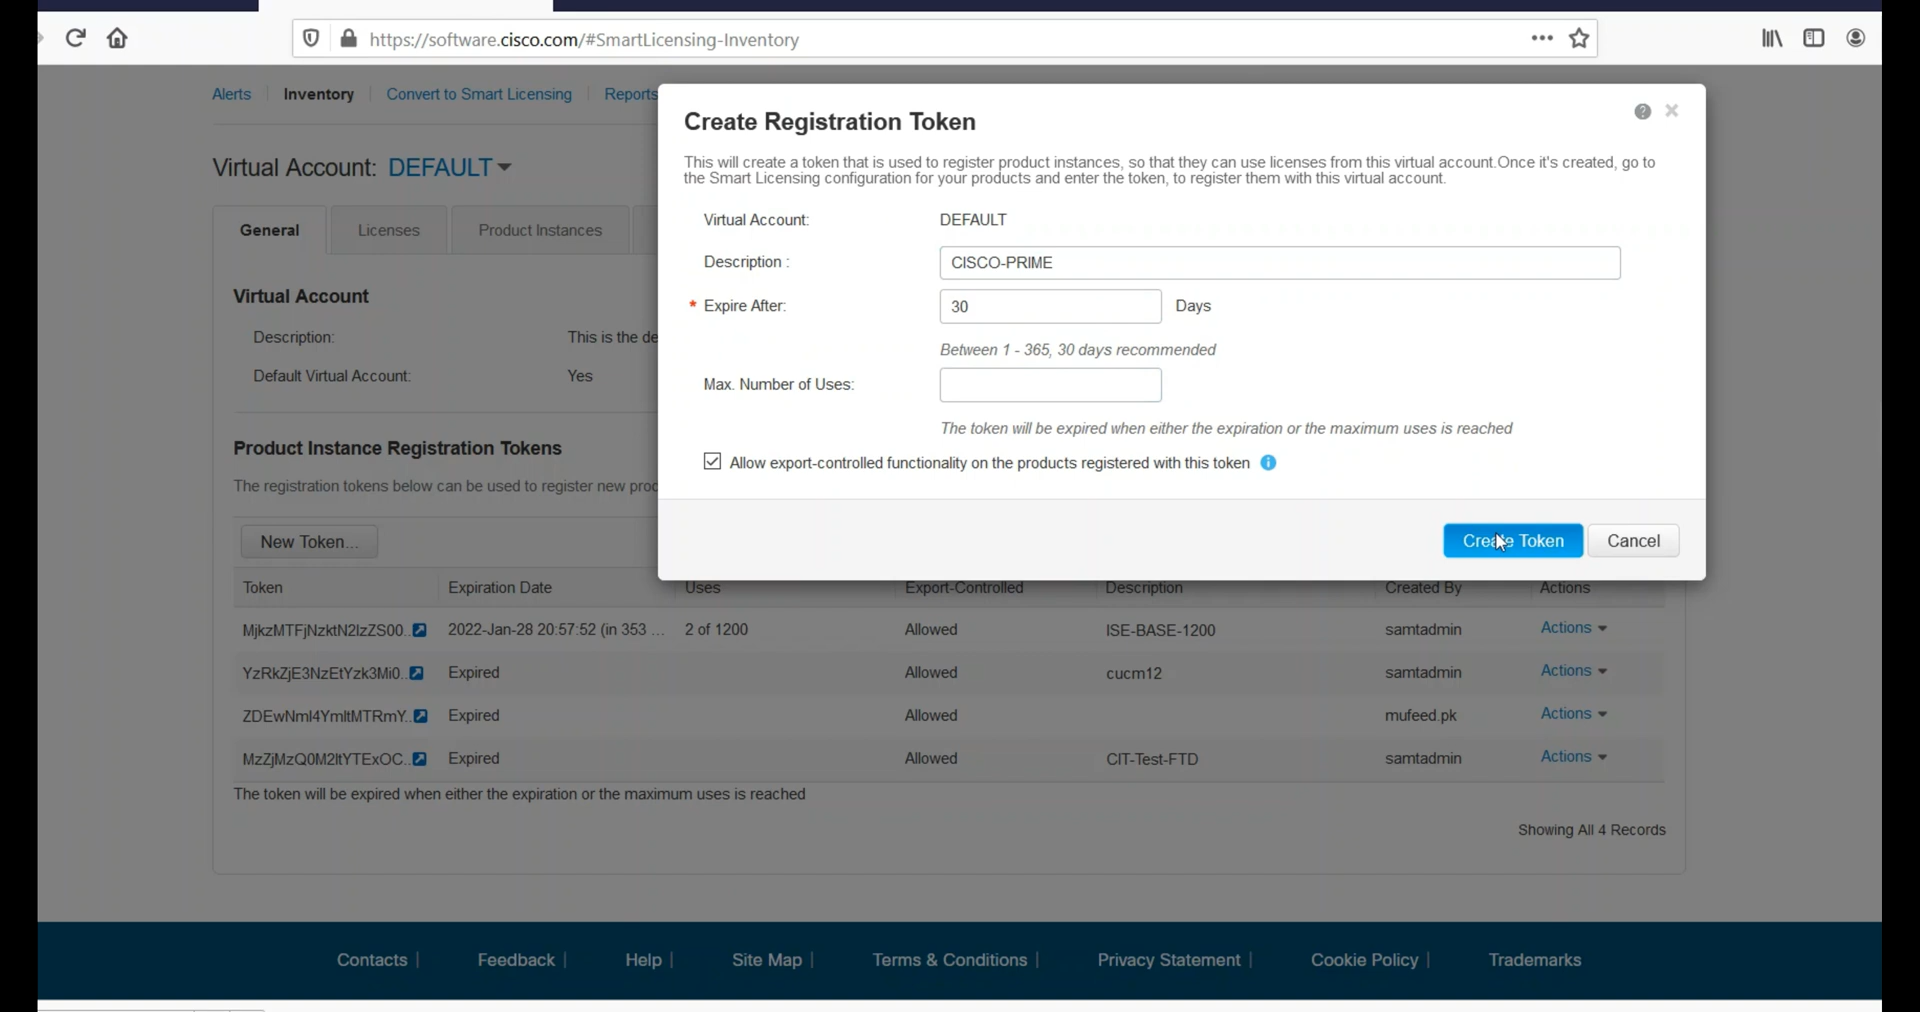 https://software.cisco.com/#SmartLicensing-Inventory
Alerts | Inventory | Convert to Smart Licensing | Reports
Virtual Account: DEFAULT
General
Licenses
Product Instances
Virtual Account
Description: This is the de
Default Virtual Account: Yes
Product Instance Registration Tokens
The registration tokens below can be used to register new proc
New Token...
Create Registration Token
This will create a token that is used to register product instances, so that they can use licenses from this virtual account.Once it's created, go to
the Smart Licensing configuration for your products and enter the token, to register them with this virtual account.
Virtual Account: DEFAULT
Description : CISCO-PRIME
* Expire After: 30 Days
Between 1 - 365, 30 days recommended
Max. Number of Uses:
The token will be expired when either the expiration or the maximum uses is reached
Allow export-controlled functionality on the products registered with this token
Create Token Cancel
Token Expiration Date Uses Export-Controlled Description Created By Actions
2022-Jan-28 20:57:52 (in 353 ... 2 of 1200 Allowed ISE-BASE-1200 samtadmin Actions
Expired Allowed cucm12 samtadmin Actions
Expired Allowed mufeed.pk Actions
Expired Allowed CIT-Test-FTD samtadmin Actions
The token will be expired when either the expiration or the maximum uses is reached
Showing All 4 Records
Contacts | Feedback | Help | Site Map | Terms & Conditions | Privacy Statement | Cookie Policy | Trademarks